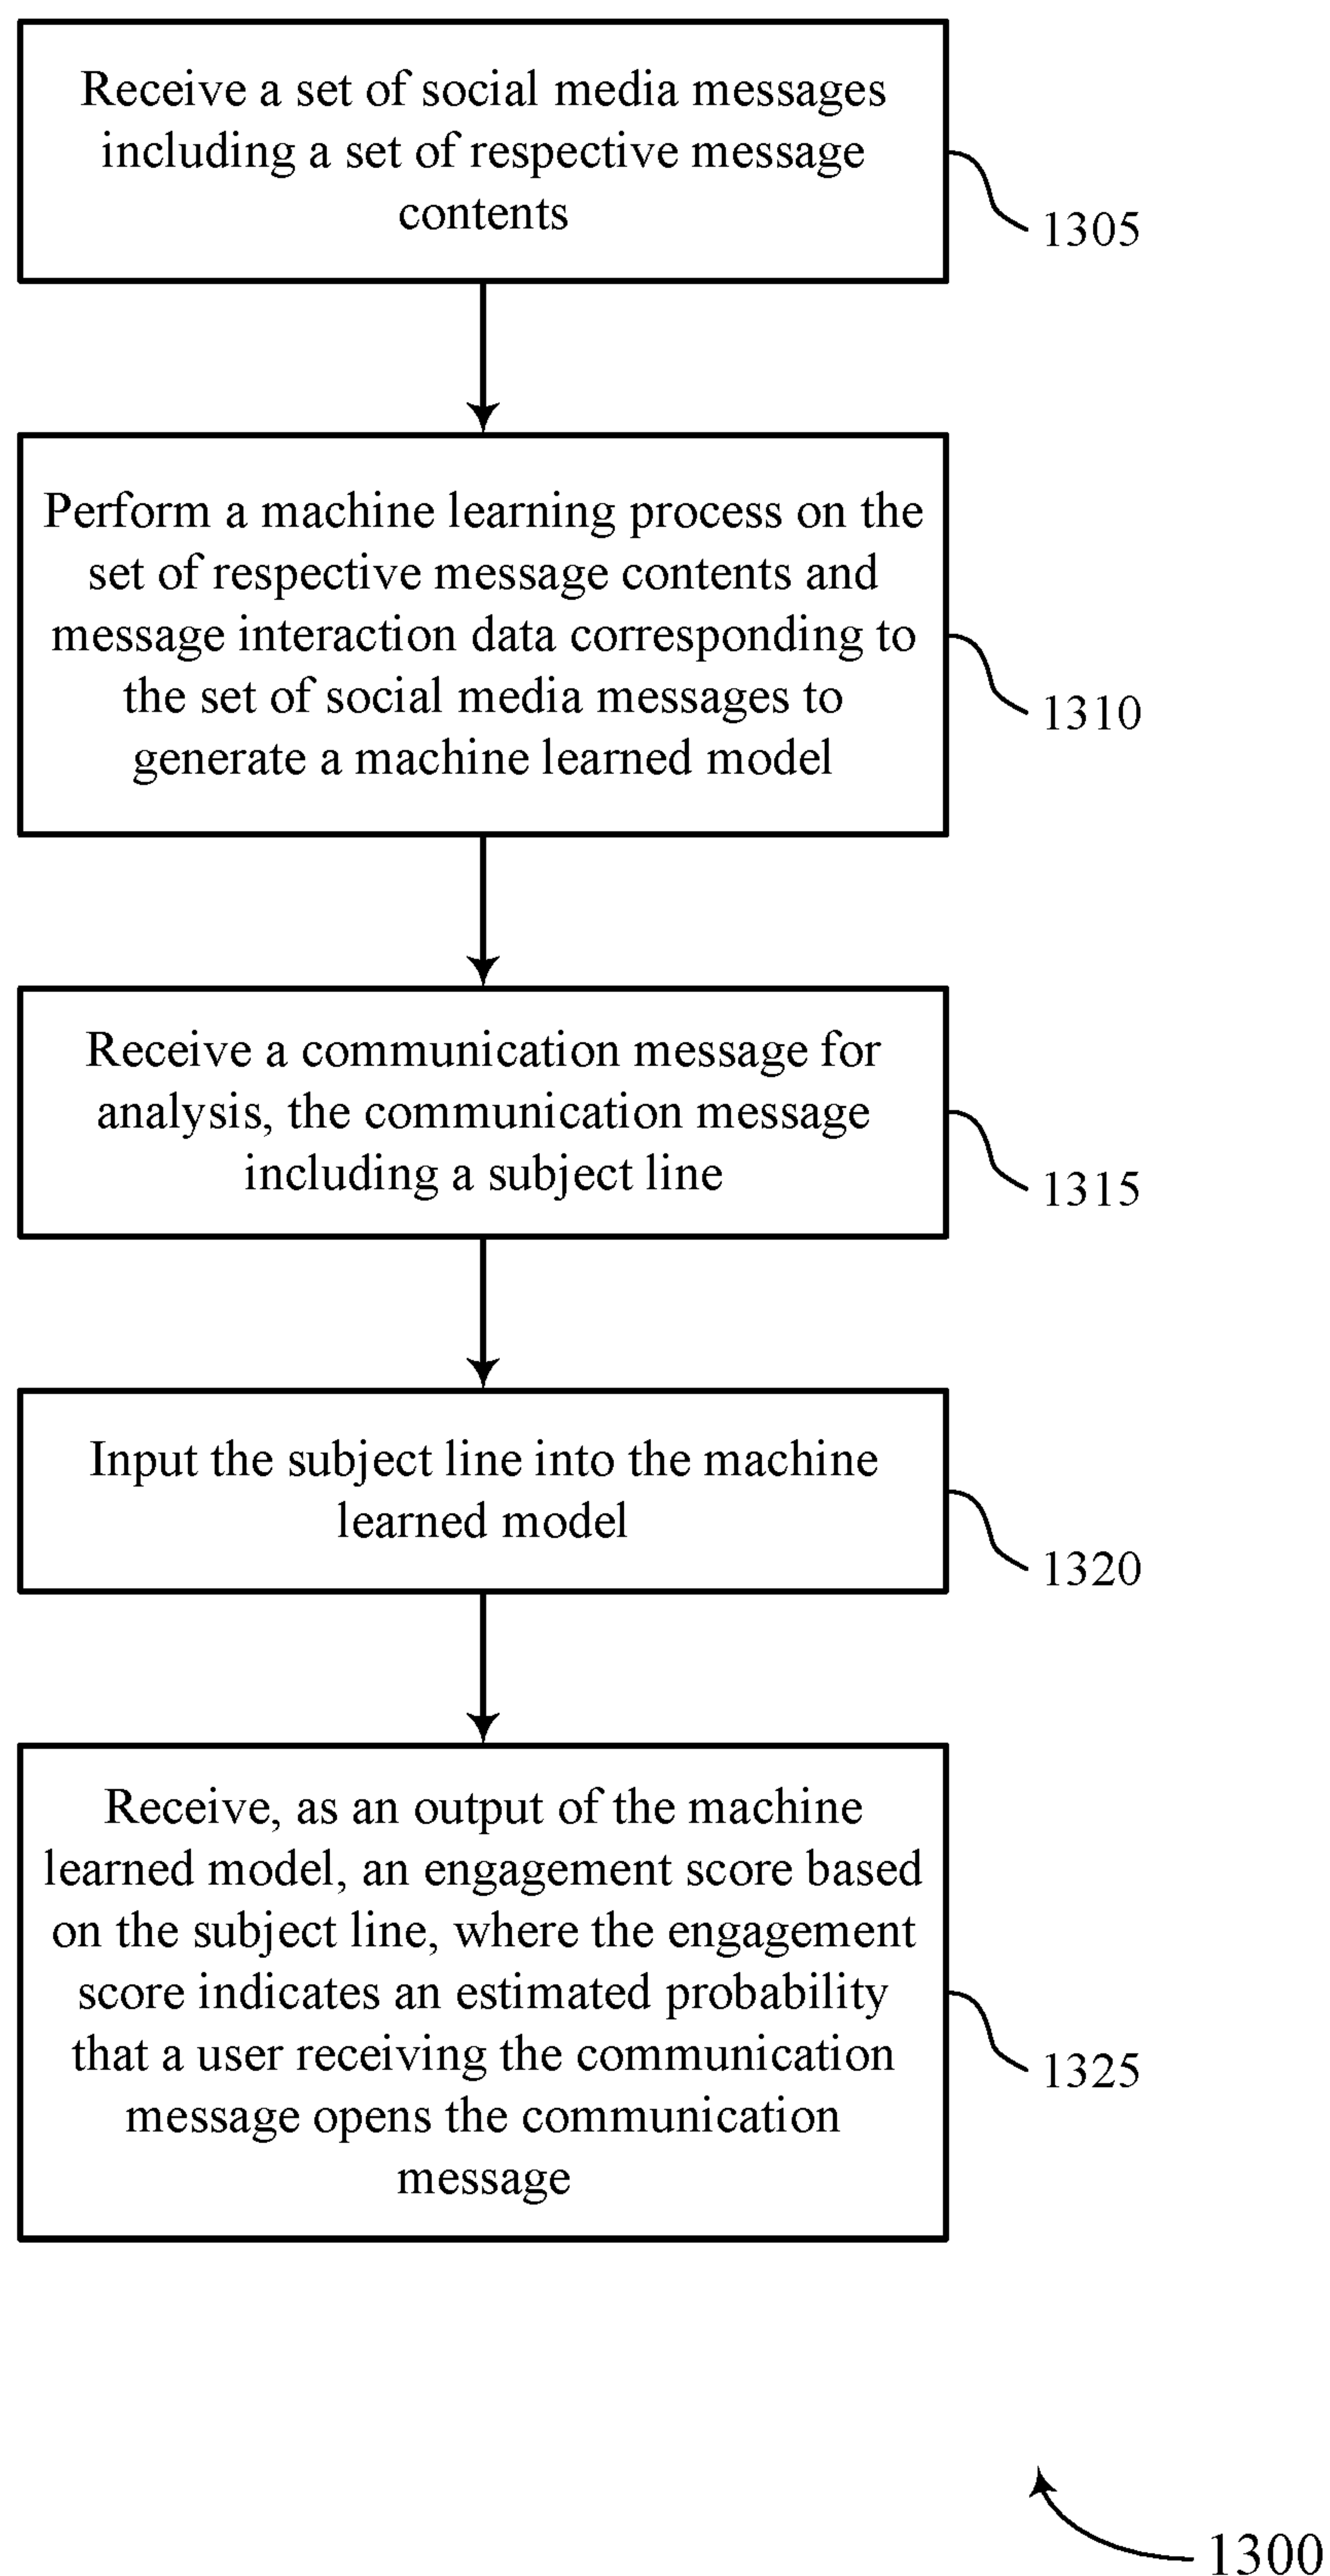 Receive a set of social media messages
including a set of respective message
contents
1305
Perform a machine learning process on the
set of respective message contents and
message interaction data corresponding to
the set of social media messages to
generate a machine learned model
1310
Receive a communication message for
analysis, the communication message
including a subject line
1315
Input the subject line into the machine
learned model
1320
Receive, as an output of the machine
learned model, an engagement score based
on the subject line, where the engagement
score indicates an estimated probability
that a user receiving the communication
message opens the communication
message
1325
1300